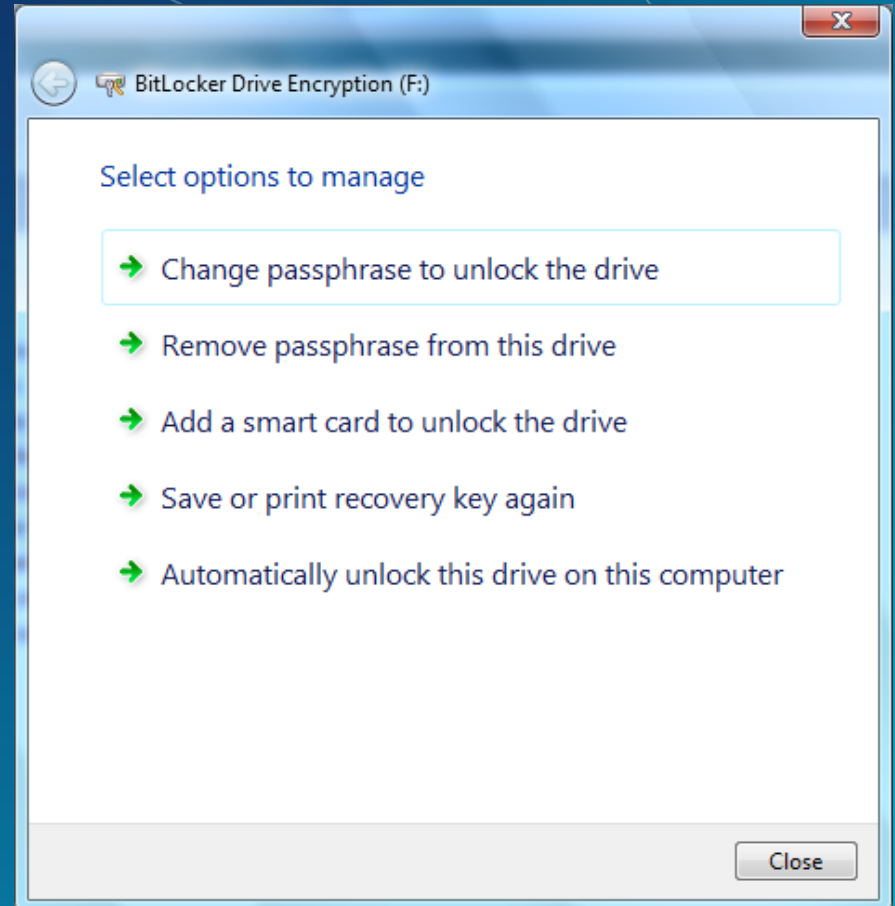 BitLocker Drive Encryption (F:)
Select options to manage
Change passphrase to unlock the drive
Remove passphrase from this drive
Add a smart card to unlock the drive
Save or print recovery key again
Automatically unlock this drive on this computer
Close